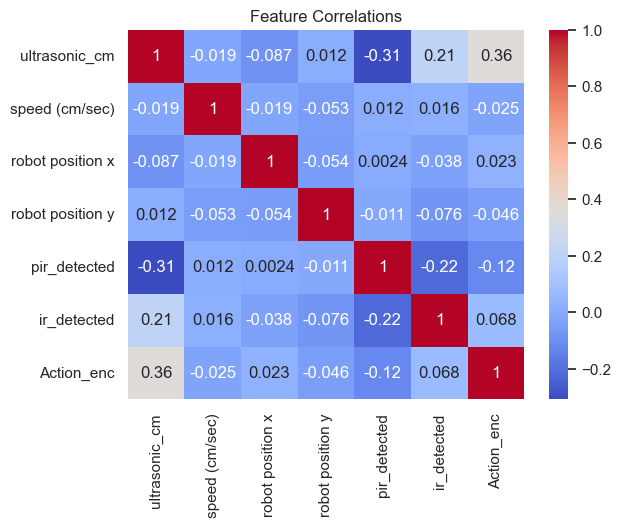 Feature Correlations
ultrasonic_cm 1 -0.019 -0.087 0.012 -0.31 0.21 0.36
speed (cm/sec) -0.019 1 -0.019 -0.053 0.012 0.016 -0.025
robot position x -0.087 -0.019 1 -0.054 0.0024 -0.038 0.023
robot position y 0.012 -0.053 -0.054 1 -0.011 -0.076 -0.046
pir_detected -0.31 0.012 0.0024 -0.011 1 -0.22 -0.12
ir_detected 0.21 0.016 -0.038 -0.076 -0.22 1 0.068
Action_enc 0.36 -0.025 0.023 -0.046 -0.12 0.068 1
ultrasonic_cm
speed (cm/sec)
robot position x
robot position y
pir_detected
ir_detected
Action_enc
1.0
0.8
0.6
0.4
0.2
0.0
−0.2